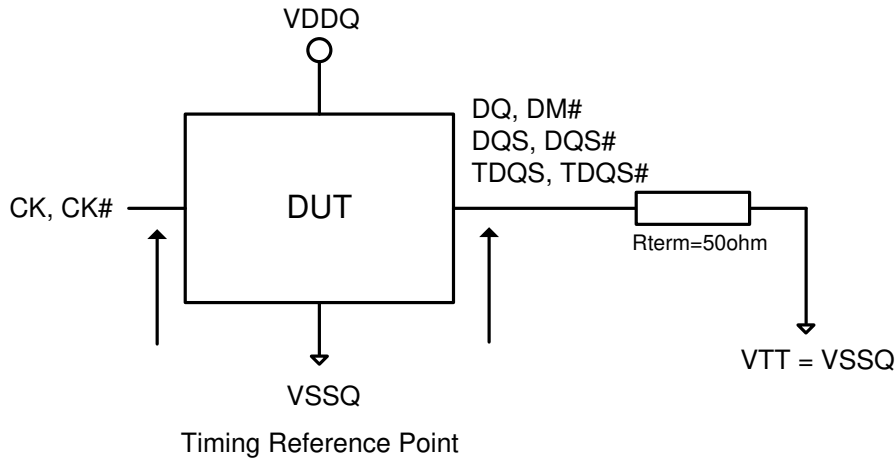 VDDQ
DQ, DM#
DQS, DQS#
TDQS, TDQS#
CK, CK#
DUT
Rterm=50ohm
VTT = VSSQ
VSSQ
Timing Reference Point